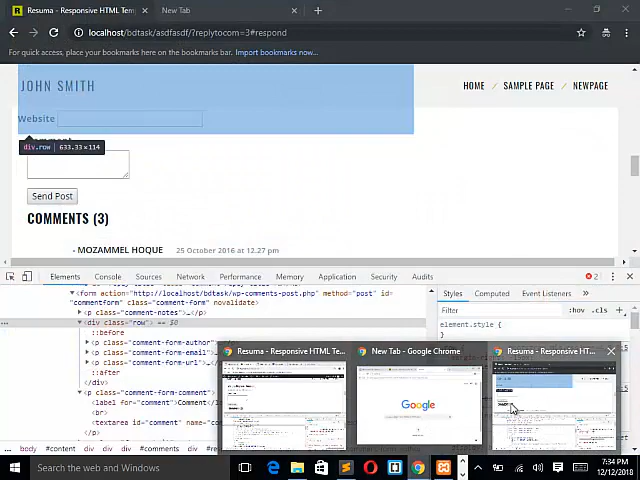 Resuma - Responsive HTML Tem
New Tab
localhost/bdtask/asdfasdf/?replytocom=3#respond
For quick access, place your bookmarks here on the bookmarks bar. Import bookmarks now...
JOHN SMITH
HOME / SAMPLE PAGE / NEWPAGE
Website
div.row | 633.33×114
Send Post
COMMENTS (3)
- MOZAMMEL HOQUE 25 October 2016 at 12.27 pm
Elements Console Sources Network Performance Memory Application Security Audits 2
<form action="http://localhost/bdtask/wp-comments-post.php" method="post" id=
"commentform" class="comment-form" novalidate>
<p class="comment-notes">…</p>
<div class="row"> == $0
::before
<p class="comment-form-author">…
<p class="comment-form-email">…<
<p class="comment-form-url">…</p
::after
</div>
<p class="comment-form-comment">
<label for="comment">Comment</
<br>
<textarea id="comment" name="c
</p>
html body #content div div div #comments div
Styles Computed Event Listeners »
Filter :hov .cls +
element.style {
}
Resuma - Responsive HTML Te...
New Tab - Google Chrome
Resuma - Responsive HT...
Google
Search the web and Windows
7:34 PM
12/12/2018